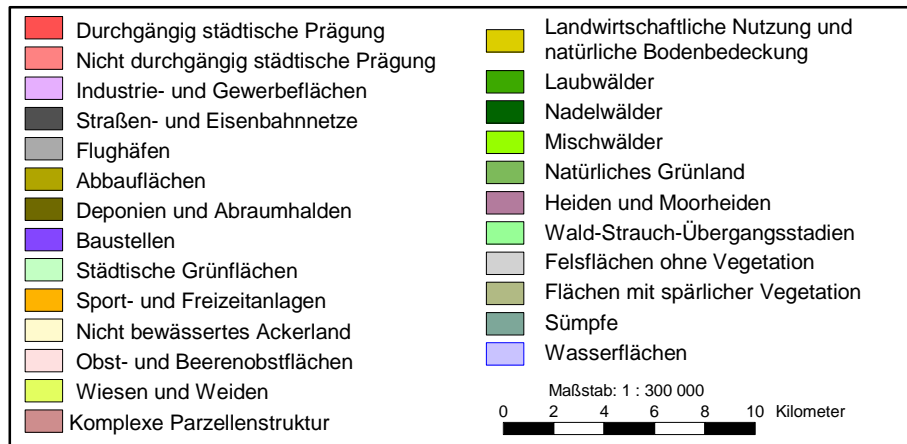 Durchgängig städtische Prägung
Nicht durchgängig städtische Prägung
Industrie- und Gewerbeflächen
Straßen- und Eisenbahnnetze
Flughäfen
Abbauflächen
Deponien und Abraumhalden
Baustellen
Städtische Grünflächen
Sport- und Freizeitanlagen
Nicht bewässertes Ackerland
Obst- und Beerenobstflächen
Wiesen und Weiden
Komplexe Parzellenstruktur
Landwirtschaftliche Nutzung und
natürliche Bodenbedeckung
Laubwälder
Nadelwälder
Mischwälder
Natürliches Grünland
Heiden und Moorheiden
Wald-Strauch-Übergangsstadien
Felsflächen ohne Vegetation
Flächen mit spärlicher Vegetation
Sümpfe
Wasserflächen
Maßstab: 1 : 300 000
0 2 4 6 8 10 Kilometer